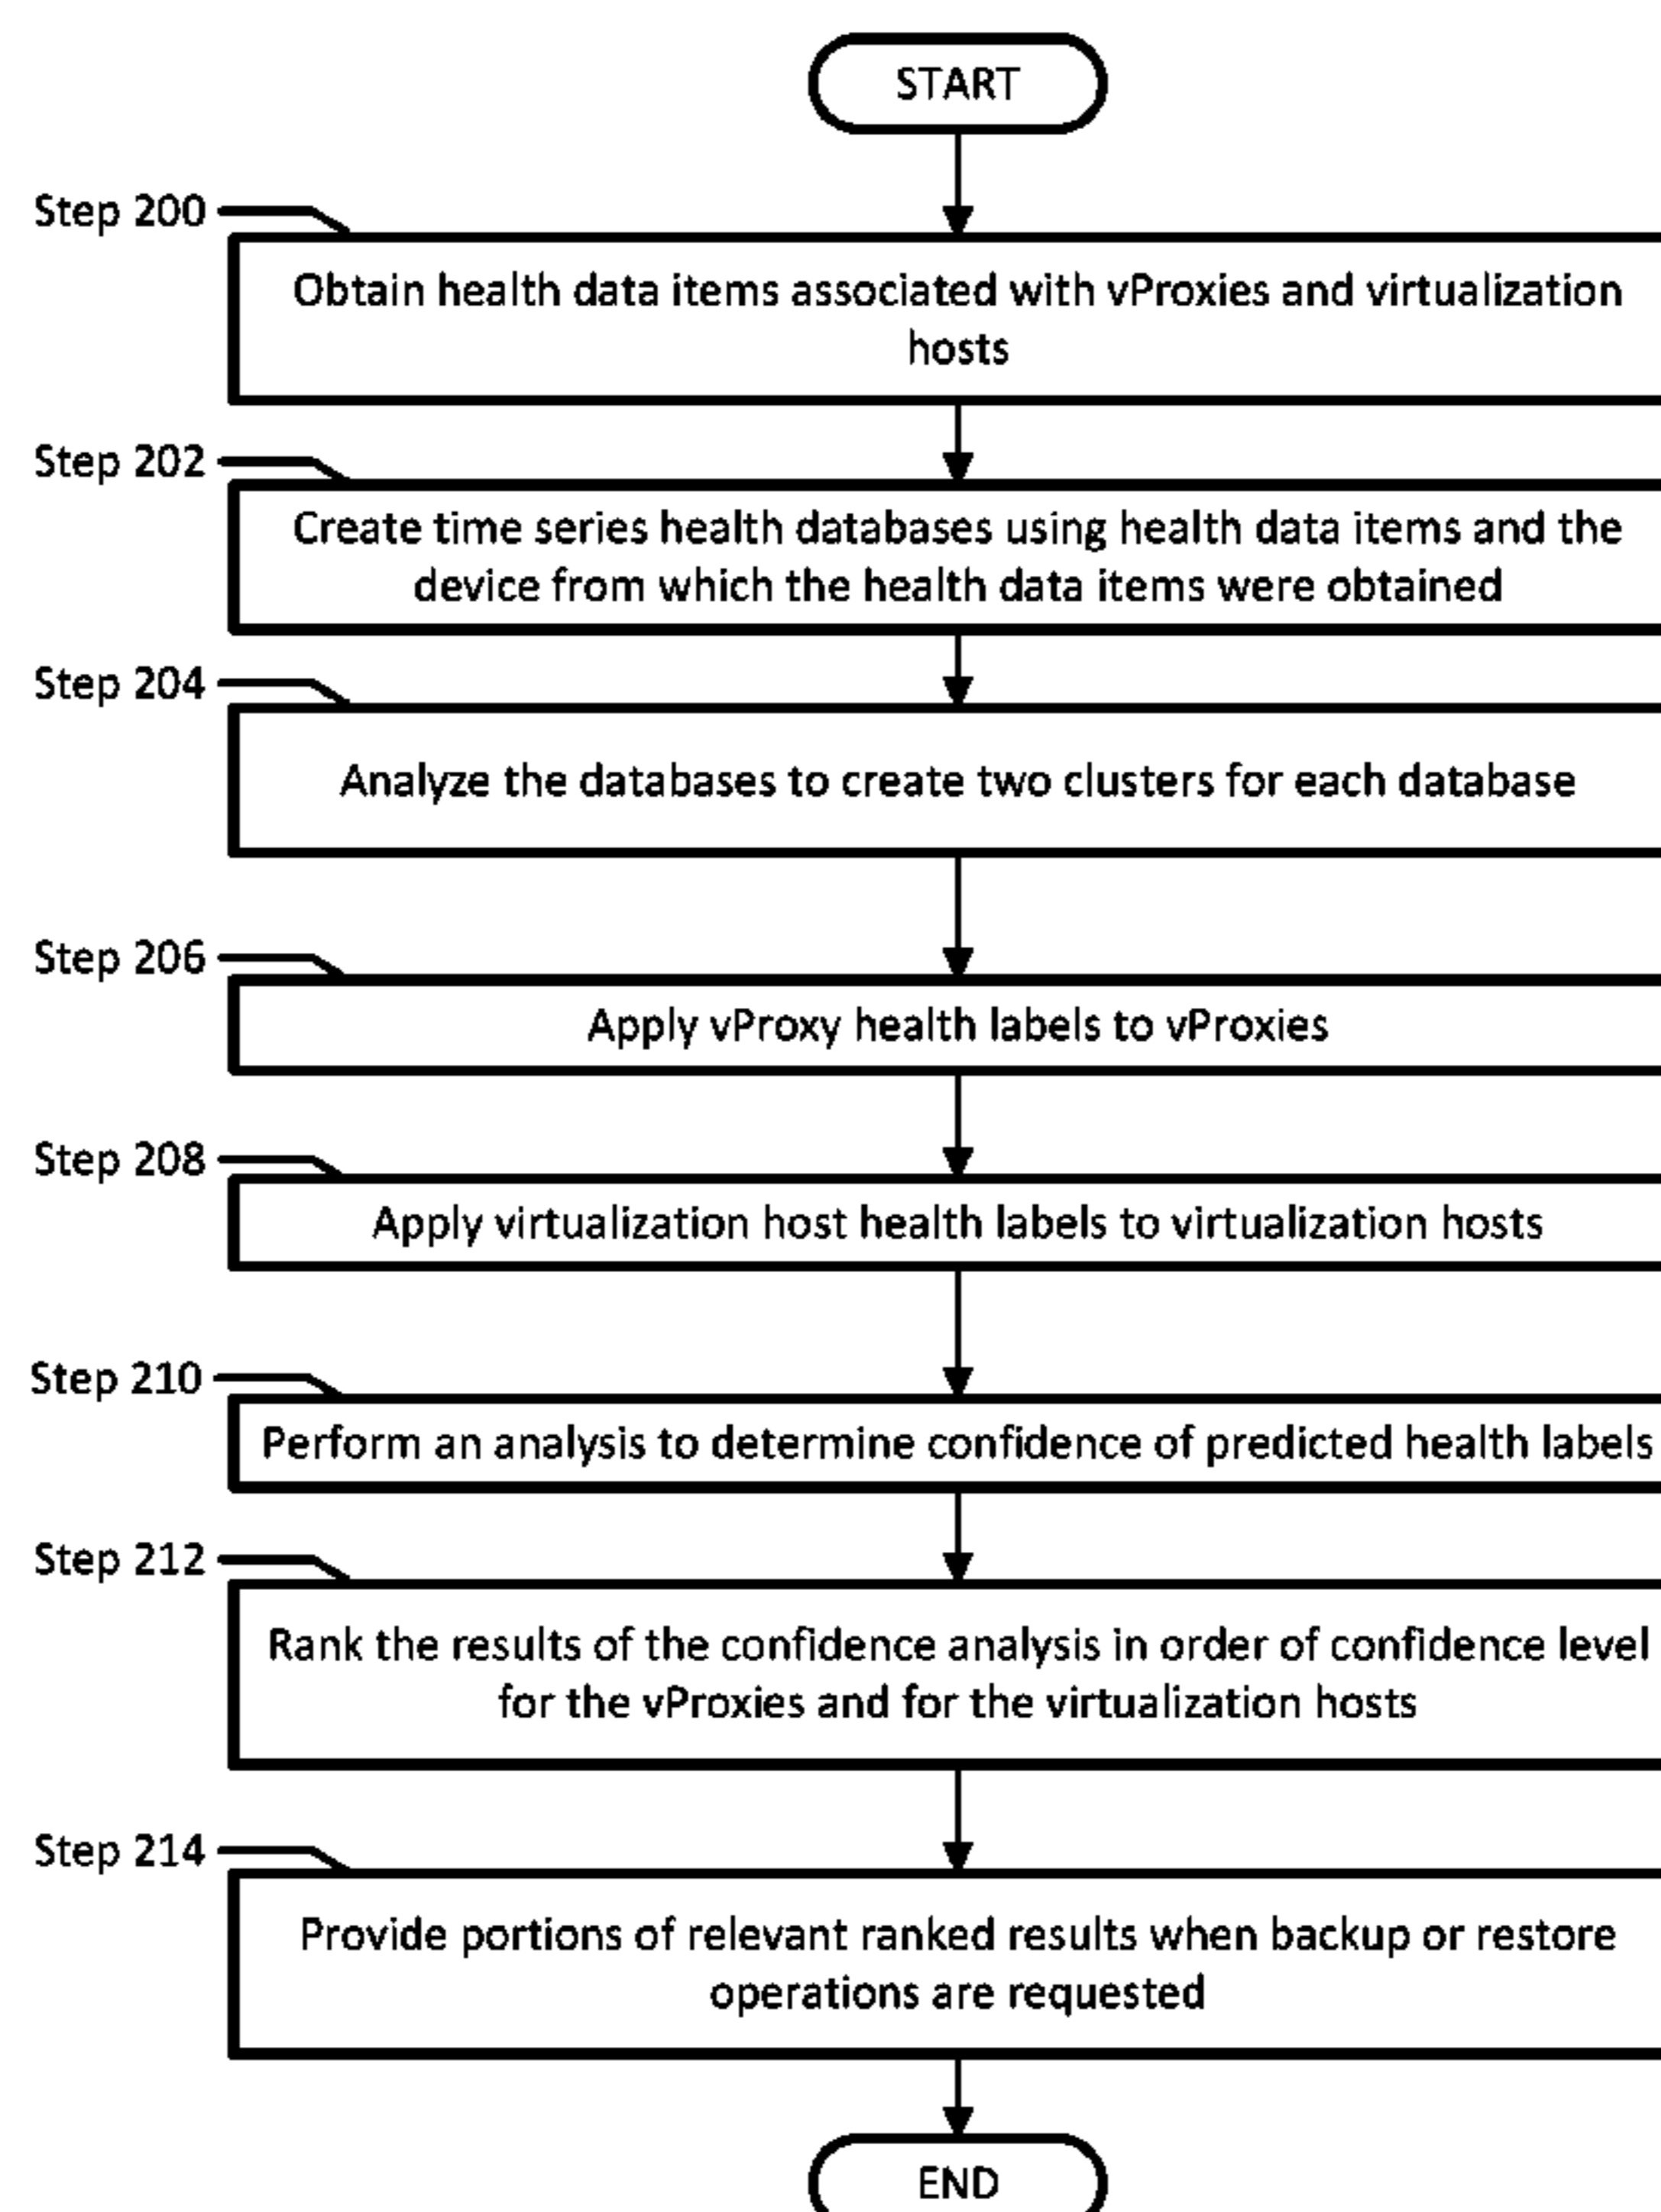 START
Step 200
Obtain health data items associated with vProxies and virtualization
hosts
Step 202
Create time series health databases using health data items and the
device from which the health data items were obtained
Step 204
Analyze the databases to create two clusters for each database
Step 206
Apply vProxy health labels to vProxies
Step 208
Apply virtualization host health labels to virtualization hosts
Step 210
Perform an analysis to determine confidence of predicted health labels
Step 212
Rank the results of the confidence analysis in order of confidence level
for the vProxies and for the virtualization hosts
Step 214
Provide portions of relevant ranked results when backup or restore
operations are requested
END